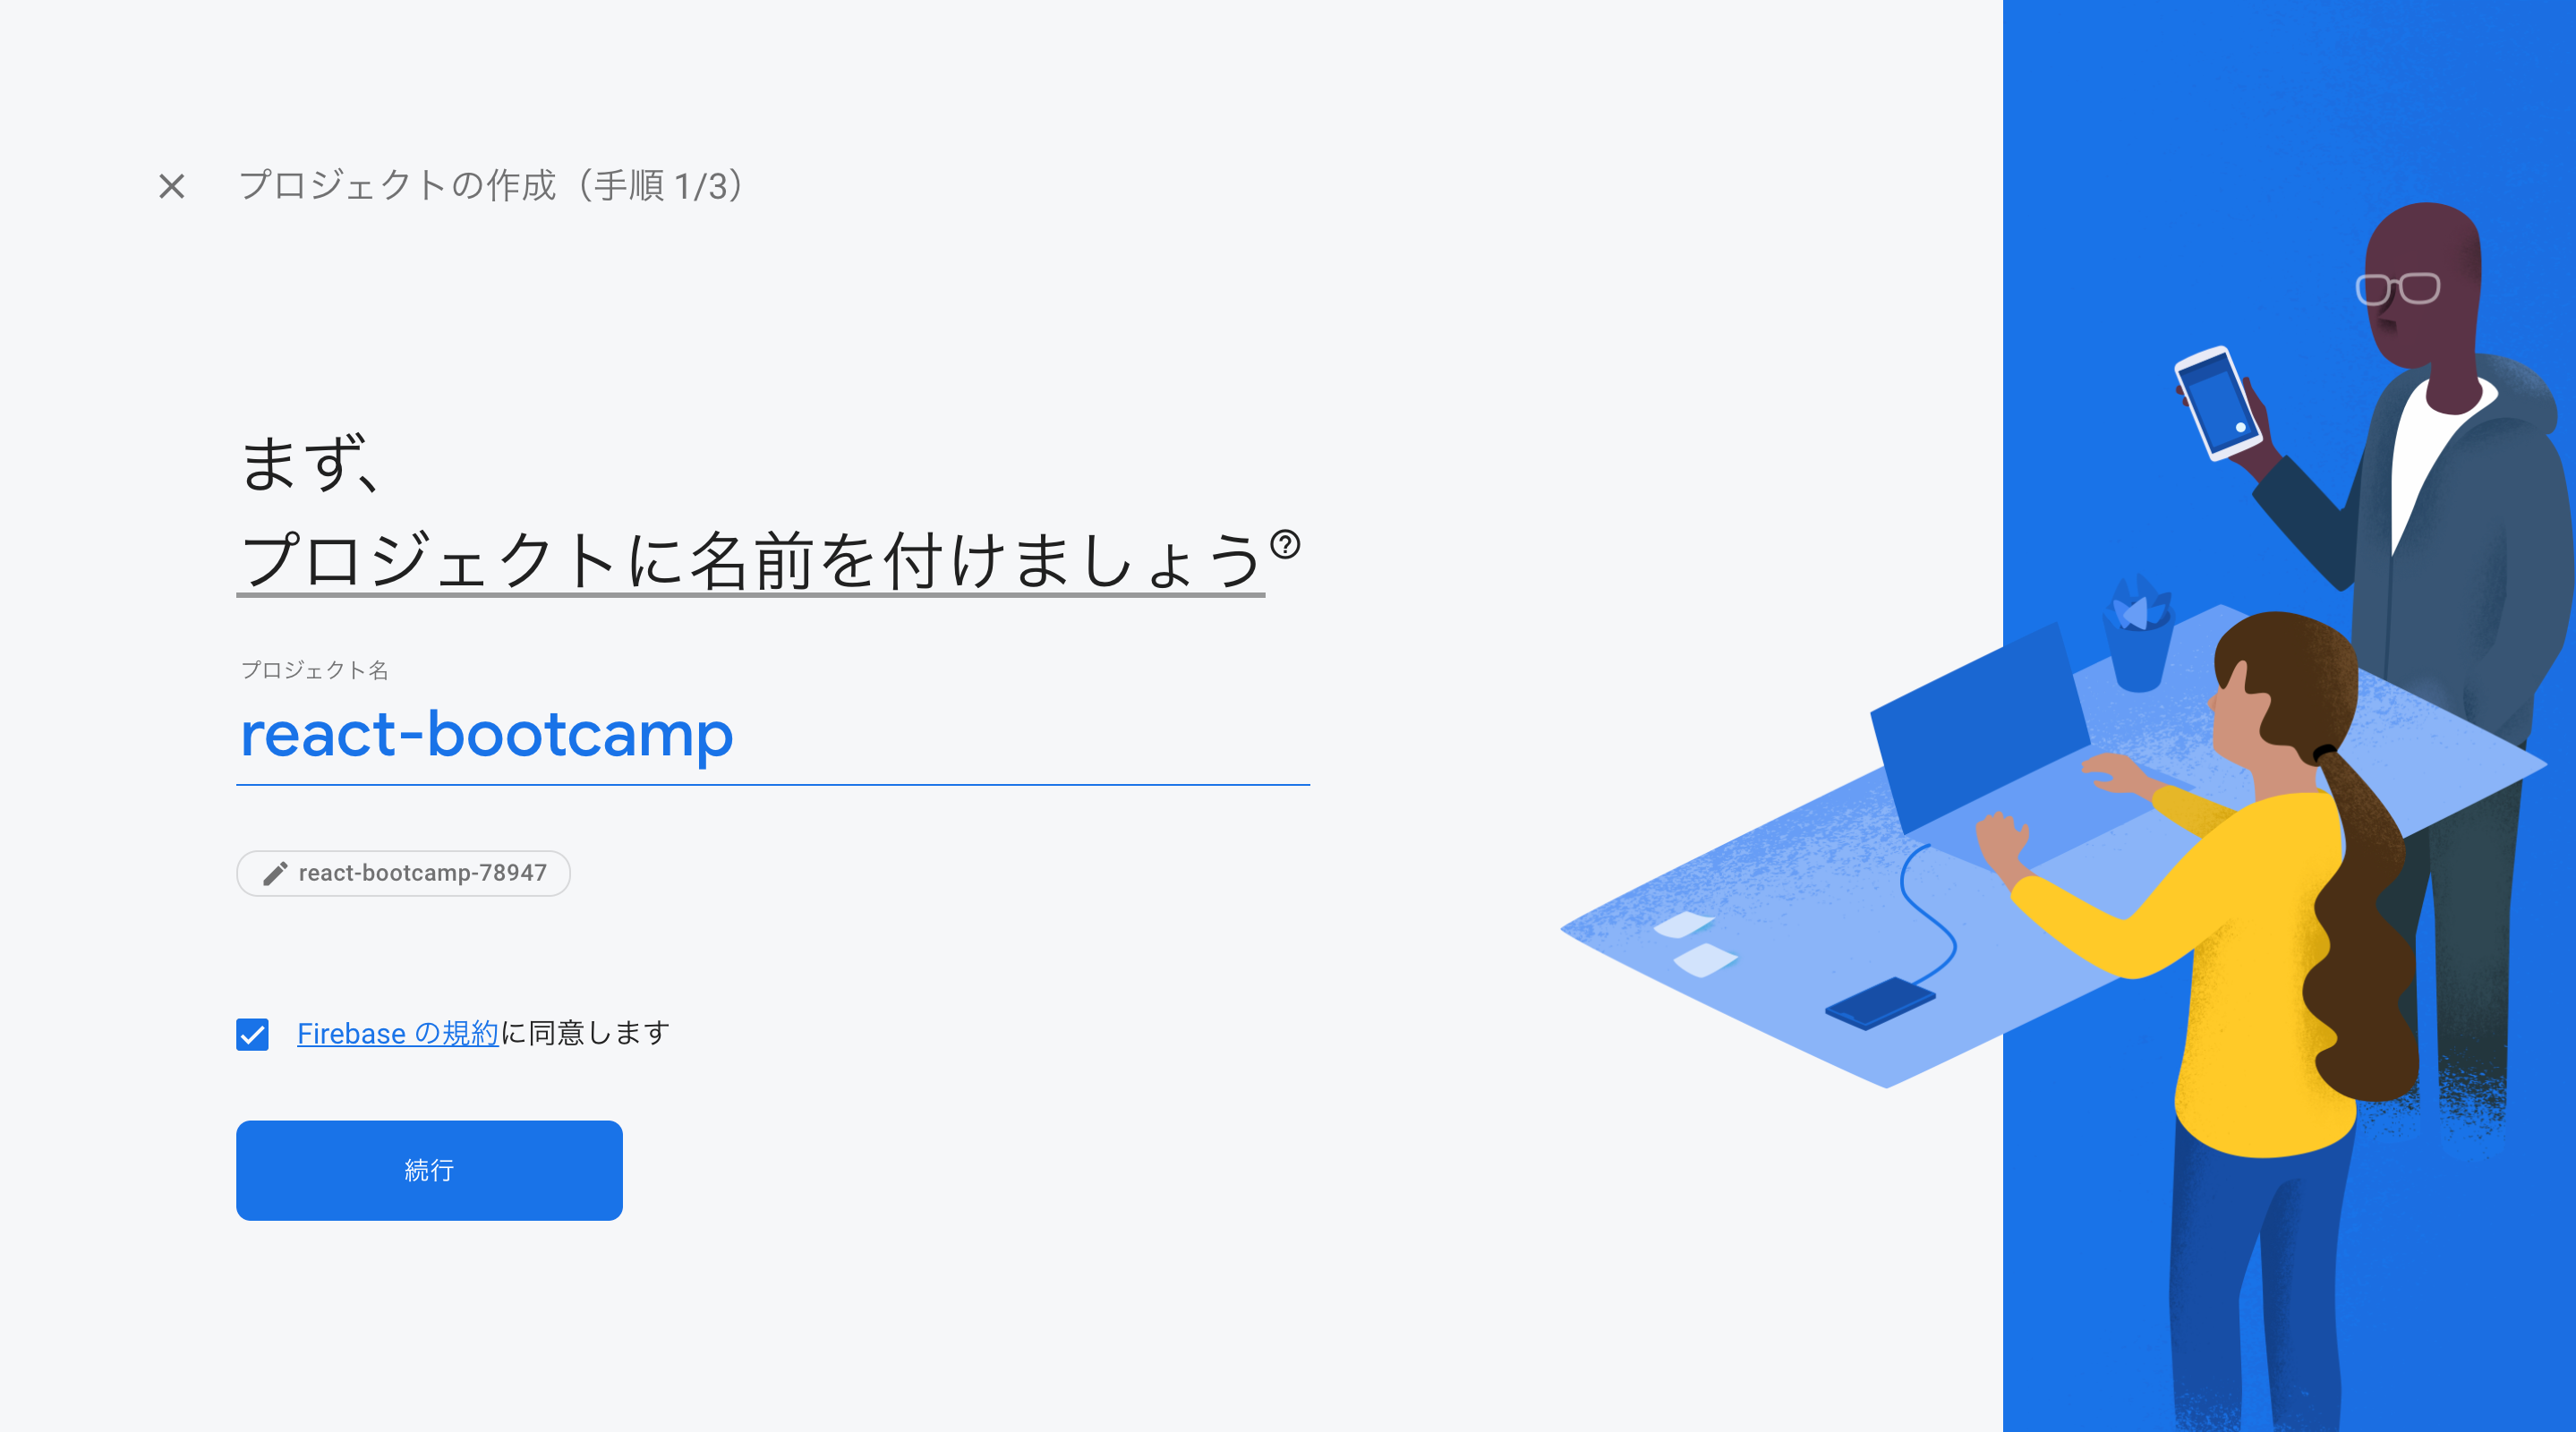 プロジェクトの作成（手順 1/3）
まず、
プロジェクトに名前を付けましょう
プロジェクト名
react-bootcamp
react-bootcamp-78947
Firebase の規約に同意します
続行